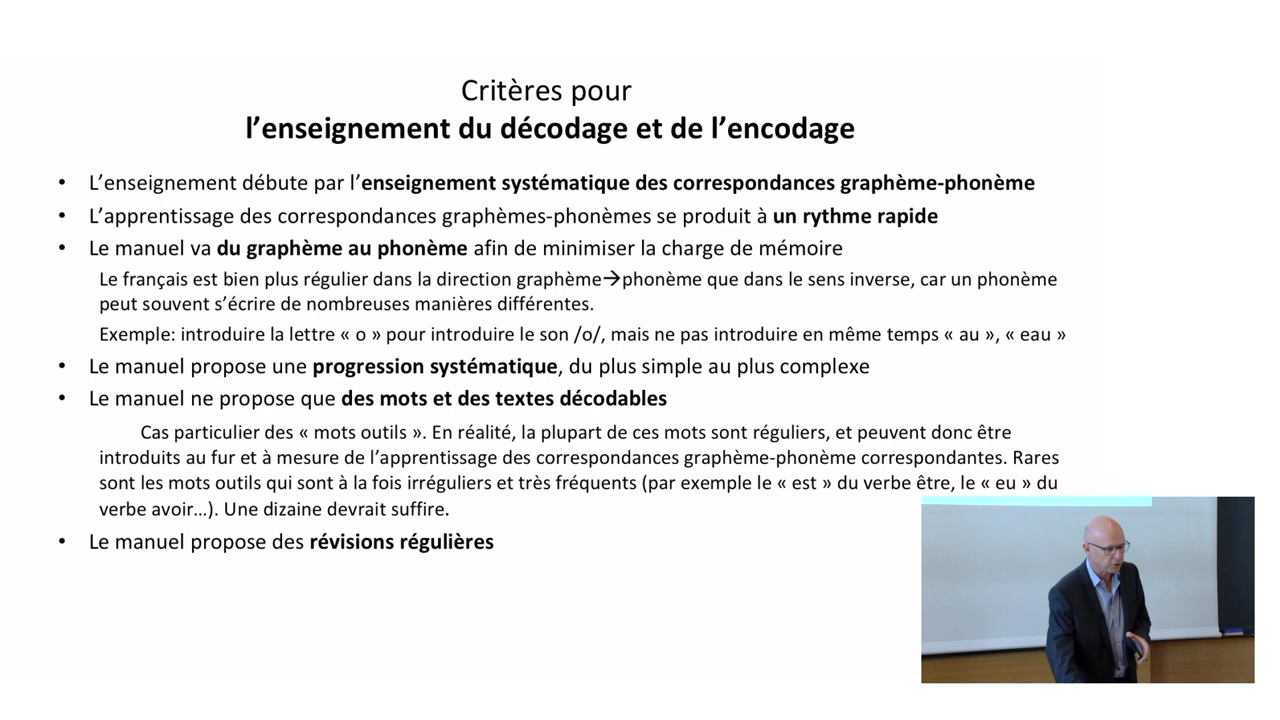 Critères pour
l’enseignement du décodage et de l’encodage
• L’enseignement débute par l’enseignement systématique des correspondances graphème-phonème
• L’apprentissage des correspondances graphèmes-phonèmes se produit à un rythme rapide
• Le manuel va du graphème au phonème afin de minimiser la charge de mémoire
Le français est bien plus régulier dans la direction graphème→phonème que dans le sens inverse, car un phonème
peut souvent s’écrire de nombreuses manières différentes.
Exemple: introduire la lettre « o » pour introduire le son /o/, mais ne pas introduire en même temps « au », « eau »
• Le manuel propose une progression systématique, du plus simple au plus complexe
• Le manuel ne propose que des mots et des textes décodables
Cas particulier des « mots outils ». En réalité, la plupart de ces mots sont réguliers, et peuvent donc être
introduits au fur et à mesure de l’apprentissage des correspondances graphème-phonème correspondantes. Rares
sont les mots outils qui sont à la fois irréguliers et très fréquents (par exemple le « est » du verbe être, le « eu » du
verbe avoir…). Une dizaine devrait suffire.
• Le manuel propose des révisions régulières